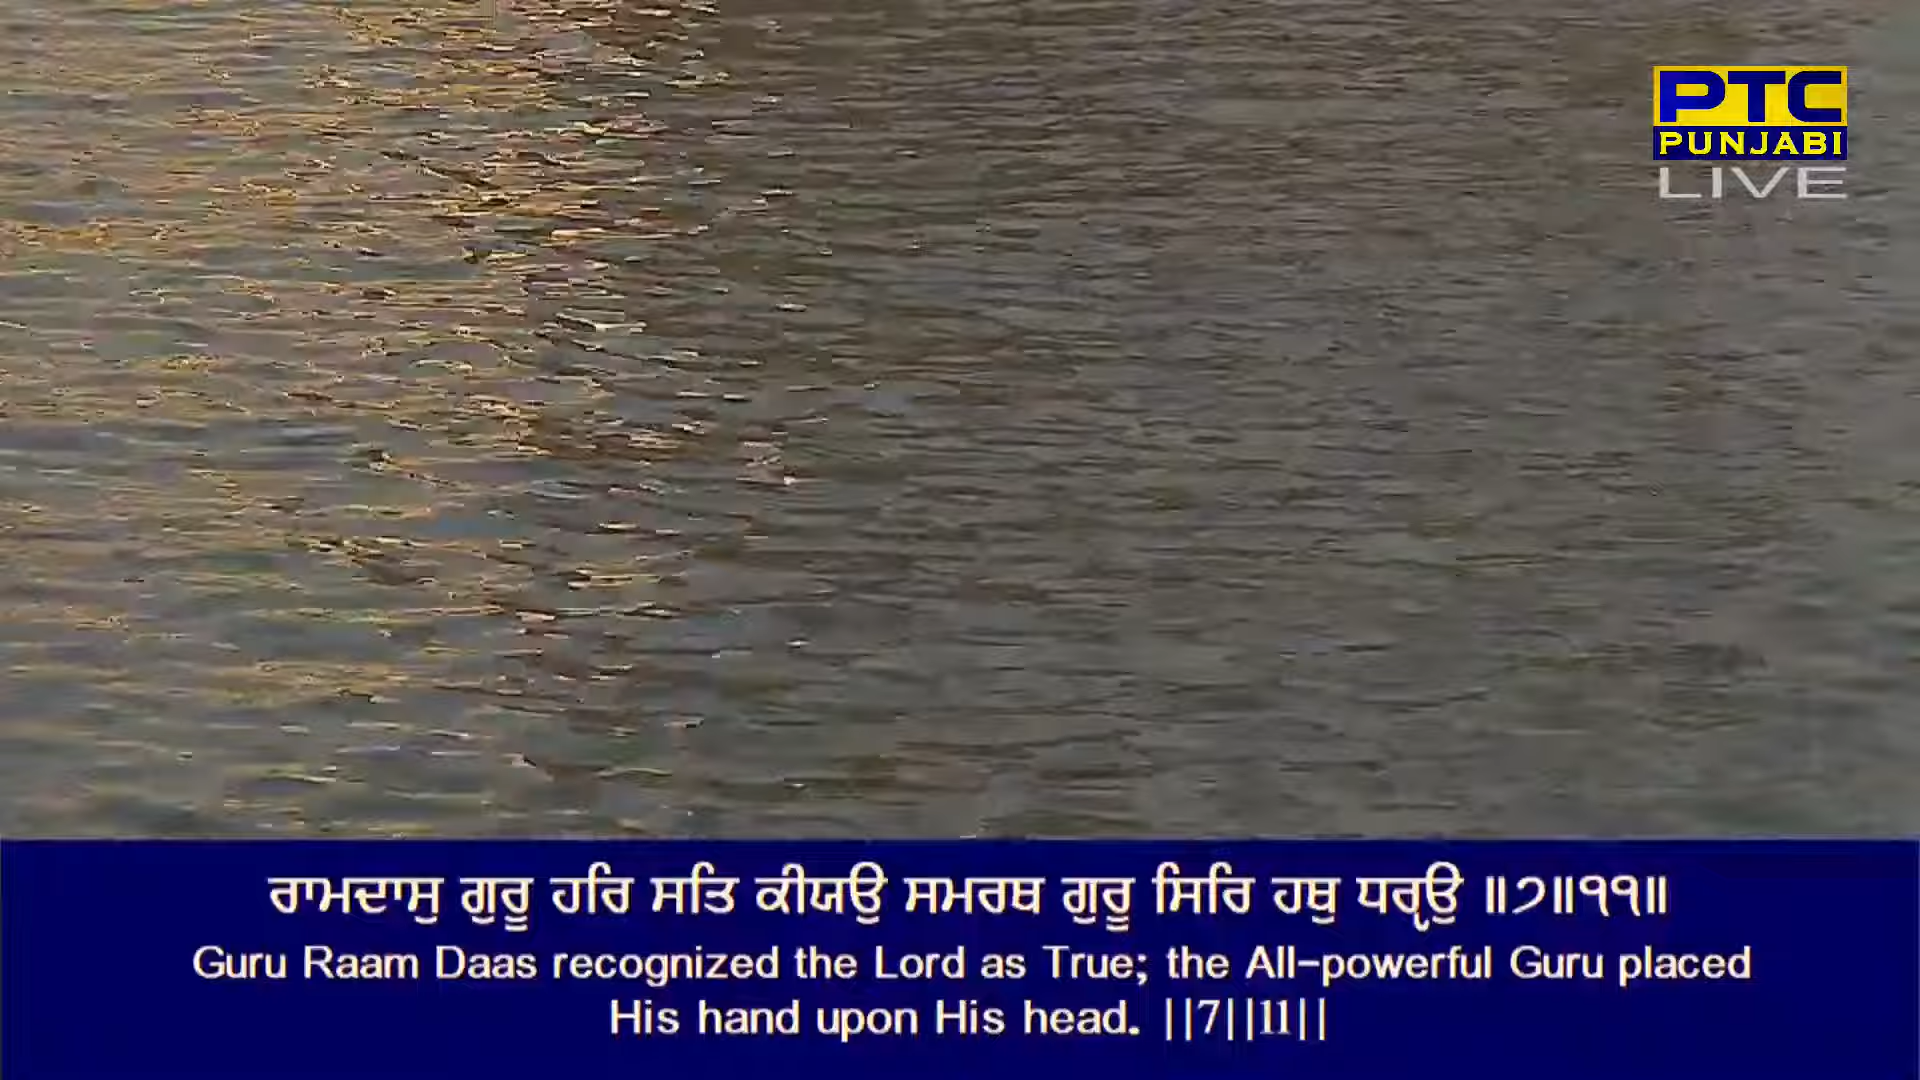 PTC
PUNJABI
LIVE
ਰਾਮਦਾਸੁ ਗੁਰੂ ਹਰਿ ਸਤਿ ਕੀਯਉ ਸਮਰਥ ਗੁਰੂ ਸਿਰਿ ਹਥੁ ਧਰੵਉ ॥੭॥੧੧॥
Guru Raam Daas recognized the Lord as True; the All-powerful Guru placed
His hand upon His head. ||7||11||